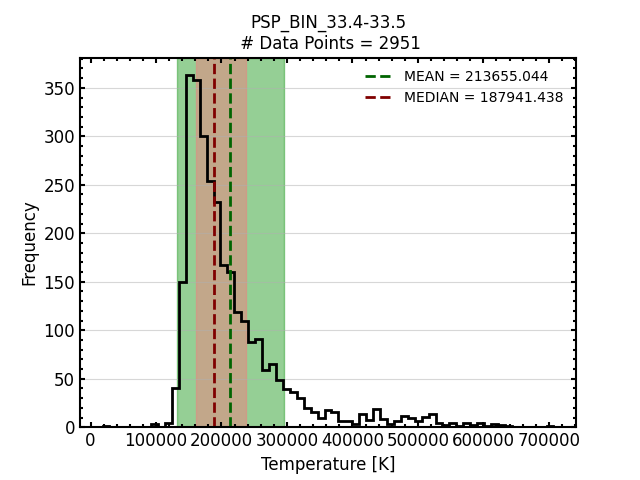 PSP_BIN_33.4-33.5
# Data Points = 2951
MEAN = 213655.044
MEDIAN = 187941.438
350
300
250
200
150
100
50
0
Frequency
0 100000 200000 300000 400000 500000 600000 700000
Temperature [K]